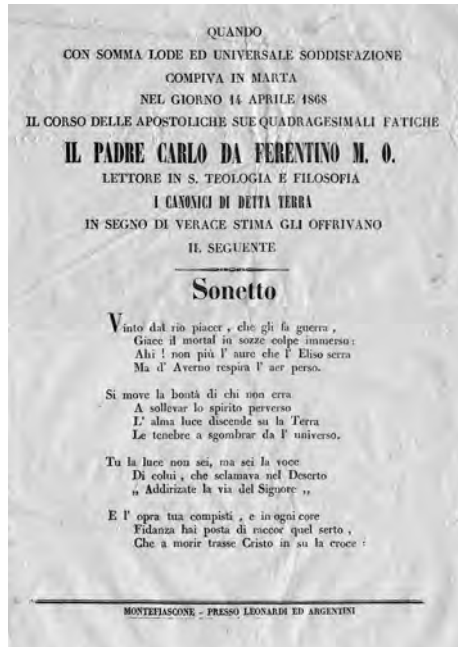 QUANDO
CON SOMMA LODE ED UNIVERSALE SODDISFAZIONE
COMPIVA IN MARTA
NEL GIORNO 14 APRILE 1868
IL CORSO DELLE APOSTOLICHE SUE QUADRAGESIMALI FATICHE
IL PADRE CARLO DA FERENTINO M. O.
LETTORE IN S. TEOLOGIA E FILOSOFIA
I CANONICI DI DETTA TERRA
IN SEGNO DI VERACE STIMA GLI OFFRIVANO
IL SEGUENTE
Sonetto
Vinto dal rio piacer , che gli fa guerra ,
Giace il mortal in sozze colpe immerso :
Ahi ! non più l' aure che l' Eliso serra
Ma d' Averno respira l' aer perso.
Si move la bontà di chi non erra
A sollevar lo spirito perverso
L' alma luce discende su la Terra
Le tenebre a sgombrar da l' universo.
Tu la luce non sei, ma sei la voce
Di colui , che sclamava nel Deserto
„ Addirizate la via del Signore „
E l' opra tua compisti , e in ogni core
Fidanza hai posta di raccor quel serto ,
Che a morir trasse Cristo in su la croce :
MONTEFIASCONE - PRESSO LEONARDI ED ARGENTINI